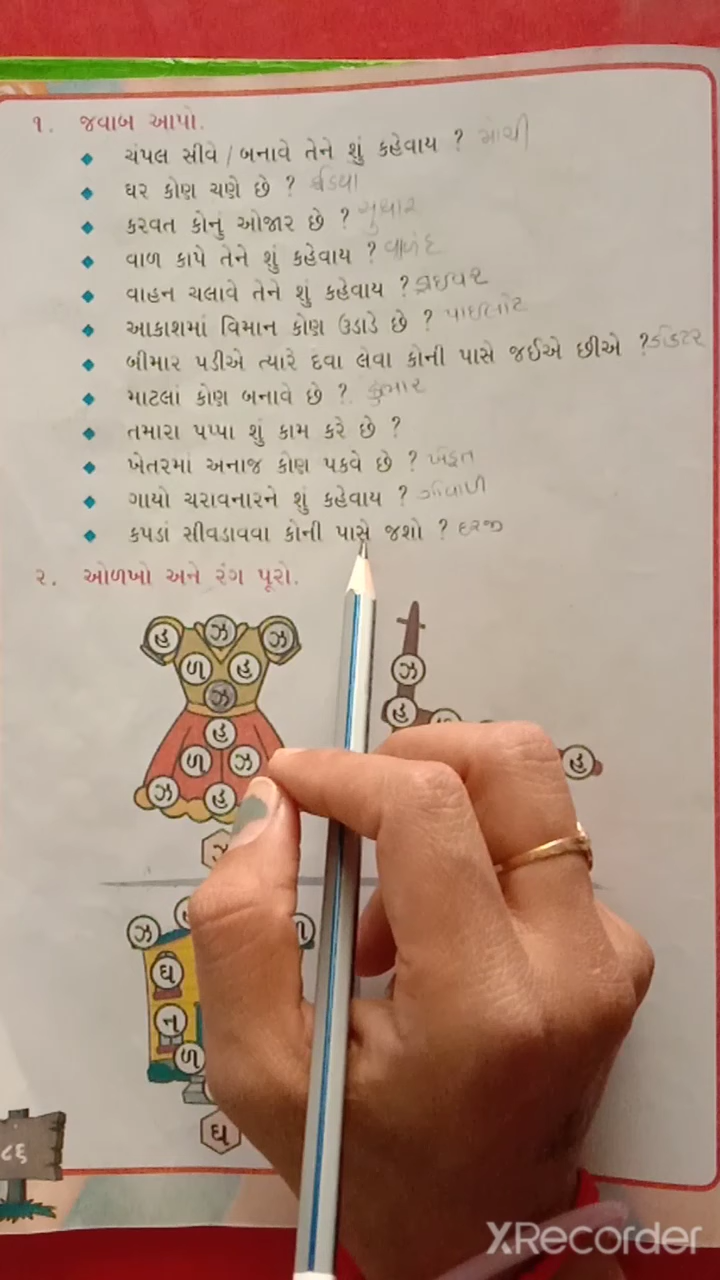 ૧. જવાબ આપો.
◆ ચંપલ સીવે / બનાવે તેને શું કહેવાય ? મોચી
◆ ઘર કોણ ચણે છે ? કડિયા
◆ કરવત કોનું ઓજાર છે ? સુથાર
◆ વાળ કાપે તેને શું કહેવાય ? વાળંદ
◆ વાહન ચલાવે તેને શું કહેવાય ? ડ્રાઇવર
◆ આકાશમાં વિમાન કોણ ઉડાડે છે ? પાઇલોટ
◆ બીમાર પડીએ ત્યારે દવા લેવા કોની પાસે જઈએ છીએ ? ડૉકટર
◆ માટલાં કોણ બનાવે છે ? કુંભાર
◆ તમારા પપ્પા શું કામ કરે છે ?
◆ ખેતરમાં અનાજ કોણ પકવે છે ? ખેડૂત
◆ ગાયો ચરાવનારને શું કહેવાય ? ગોવાળ
◆ કપડાં સીવડાવવા કોની પાસે જશો ? દરજી
૨. ઓળખો અને રંગ પૂરો.
હ ઝ ઝ
ળ હ ઝ
ઝ હ
હ
ળ ઝ હ
ઝ હ
ઝ
ઘ
ન
ળ
ઘ
૮૬
XRecorder